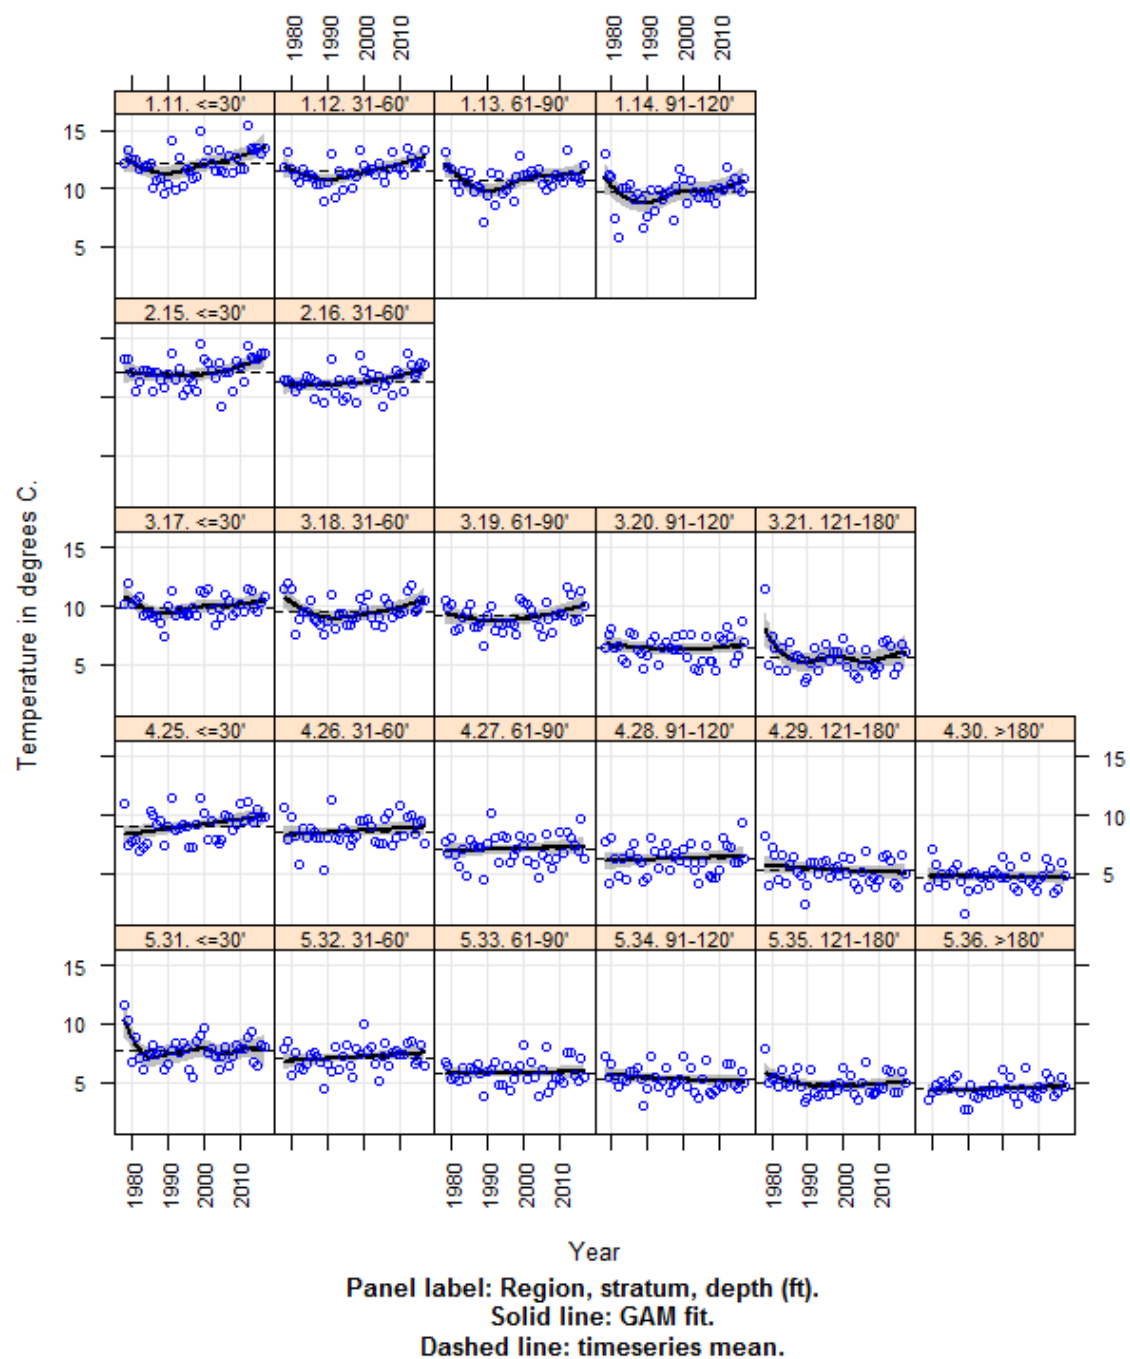 1980 1990 2000 2010 1980 1990 2000 2010
1.11. <=30' 1.12. 31-60' 1.13. 61-90' 1.14. 91-120'
15
10
5
2.15. <=30' 2.16. 31-60'
3.17. <=30' 3.18. 31-60' 3.19. 61-90' 3.20. 91-120' 3.21. 121-180'
15
10
5
4.25. <=30' 4.26. 31-60' 4.27. 61-90' 4.28. 91-120' 4.29. 121-180' 4.30. >180'
15
10
5
5.31. <=30' 5.32. 31-60' 5.33. 61-90' 5.34. 91-120' 5.35. 121-180' 5.36. >180'
15
10
5
1980 1990 2000 2010 1980 1990 2000 2010 1980 1990 2000 2010
Temperature in degrees C.
Year
Panel label: Region, stratum, depth (ft).
Solid line: GAM fit.
Dashed line: timeseries mean.